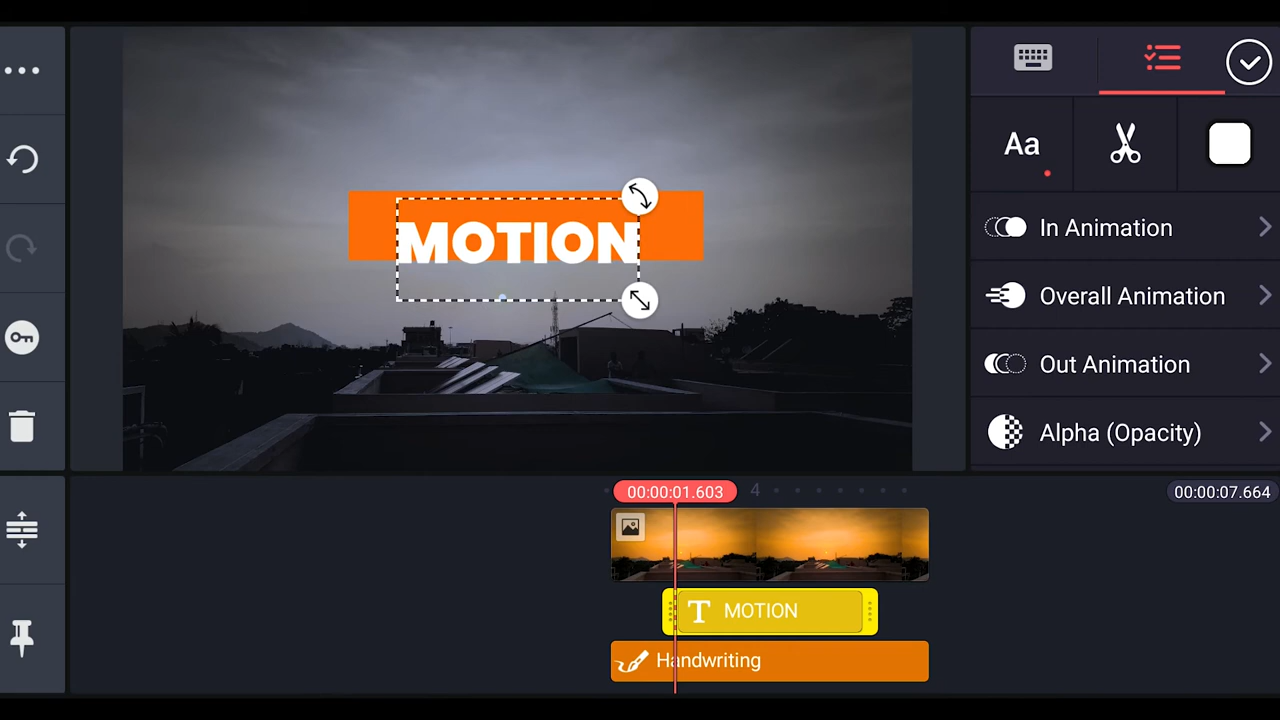 MOTION
Aa
In Animation
Overall Animation
Out Animation
Alpha (Opacity)
00:00:01.603
4
00:00:07.664
T MOTION
Handwriting